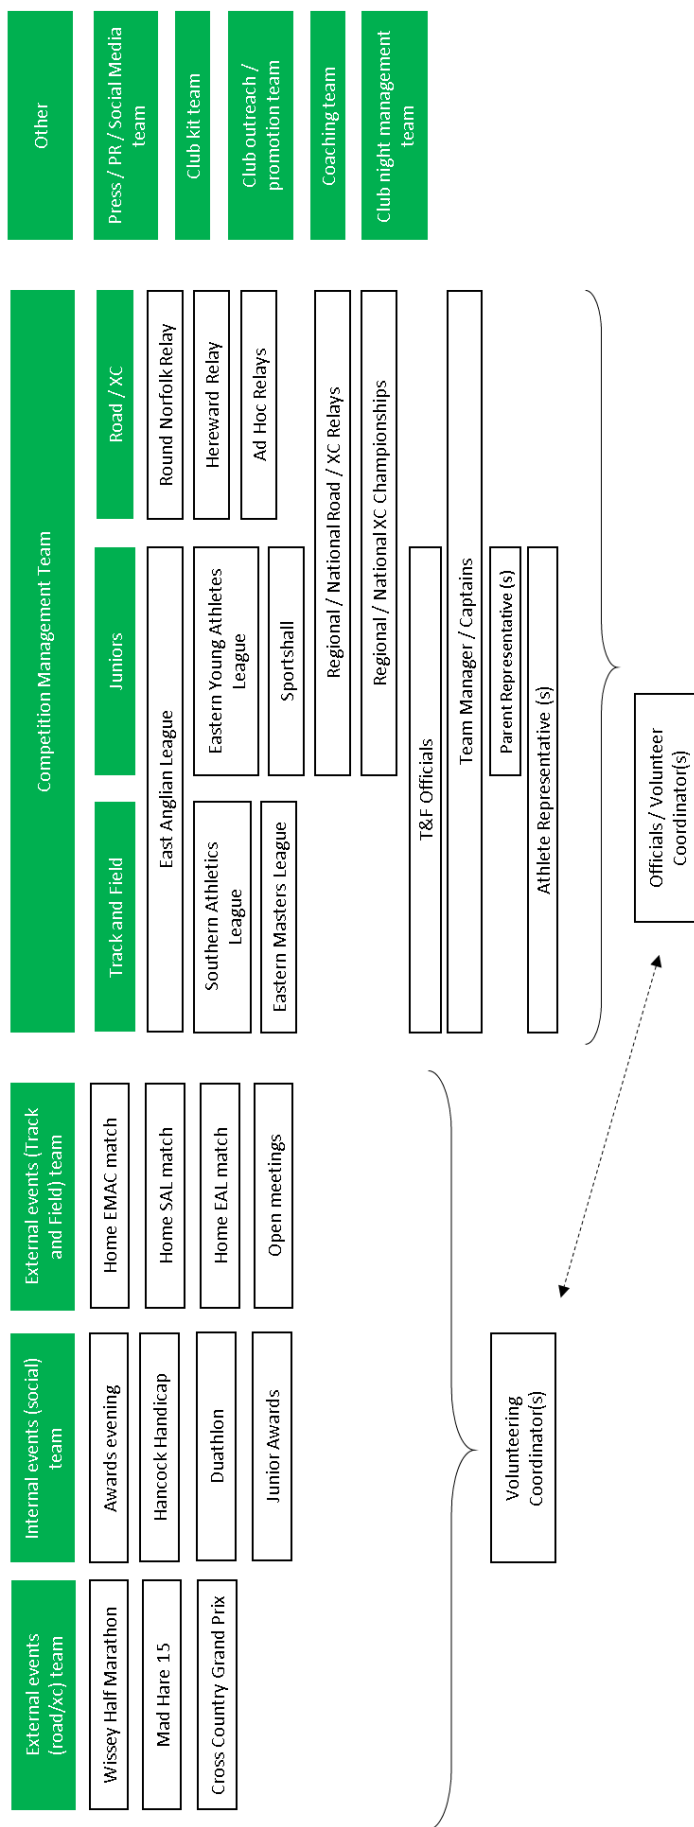 External events
(road/xc) team
Wissey Half Marathon
Mad Hare 15
Cross Country Grand Prix
Internal events (social)
team
Awards evening
Hancock Handicap
Duathlon
Junior Awards
External events (Track
and Field) team
Home EMAC match
Home SAL match
Home EAL match
Open meetings
Volunteering
Coordinator(s)
Competition Management Team
Track and Field
Juniors
Road / XC
East Anglian League
Round Norfolk Relay
Southern Athletics
League
Eastern Young Athletes
League
Hereward Relay
Eastern Masters League
Sportshall
Ad Hoc Relays
Regional / National Road / XC Relays
Regional / National XC Championships
T&F Officials
Team Manager / Captains
Parent Representative (s)
Athlete Representative (s)
Officials / Volunteer
Coordinator(s)
Other
Press / PR / Social Media
team
Club kit team
Club outreach /
promotion team
Coaching team
Club night management
team